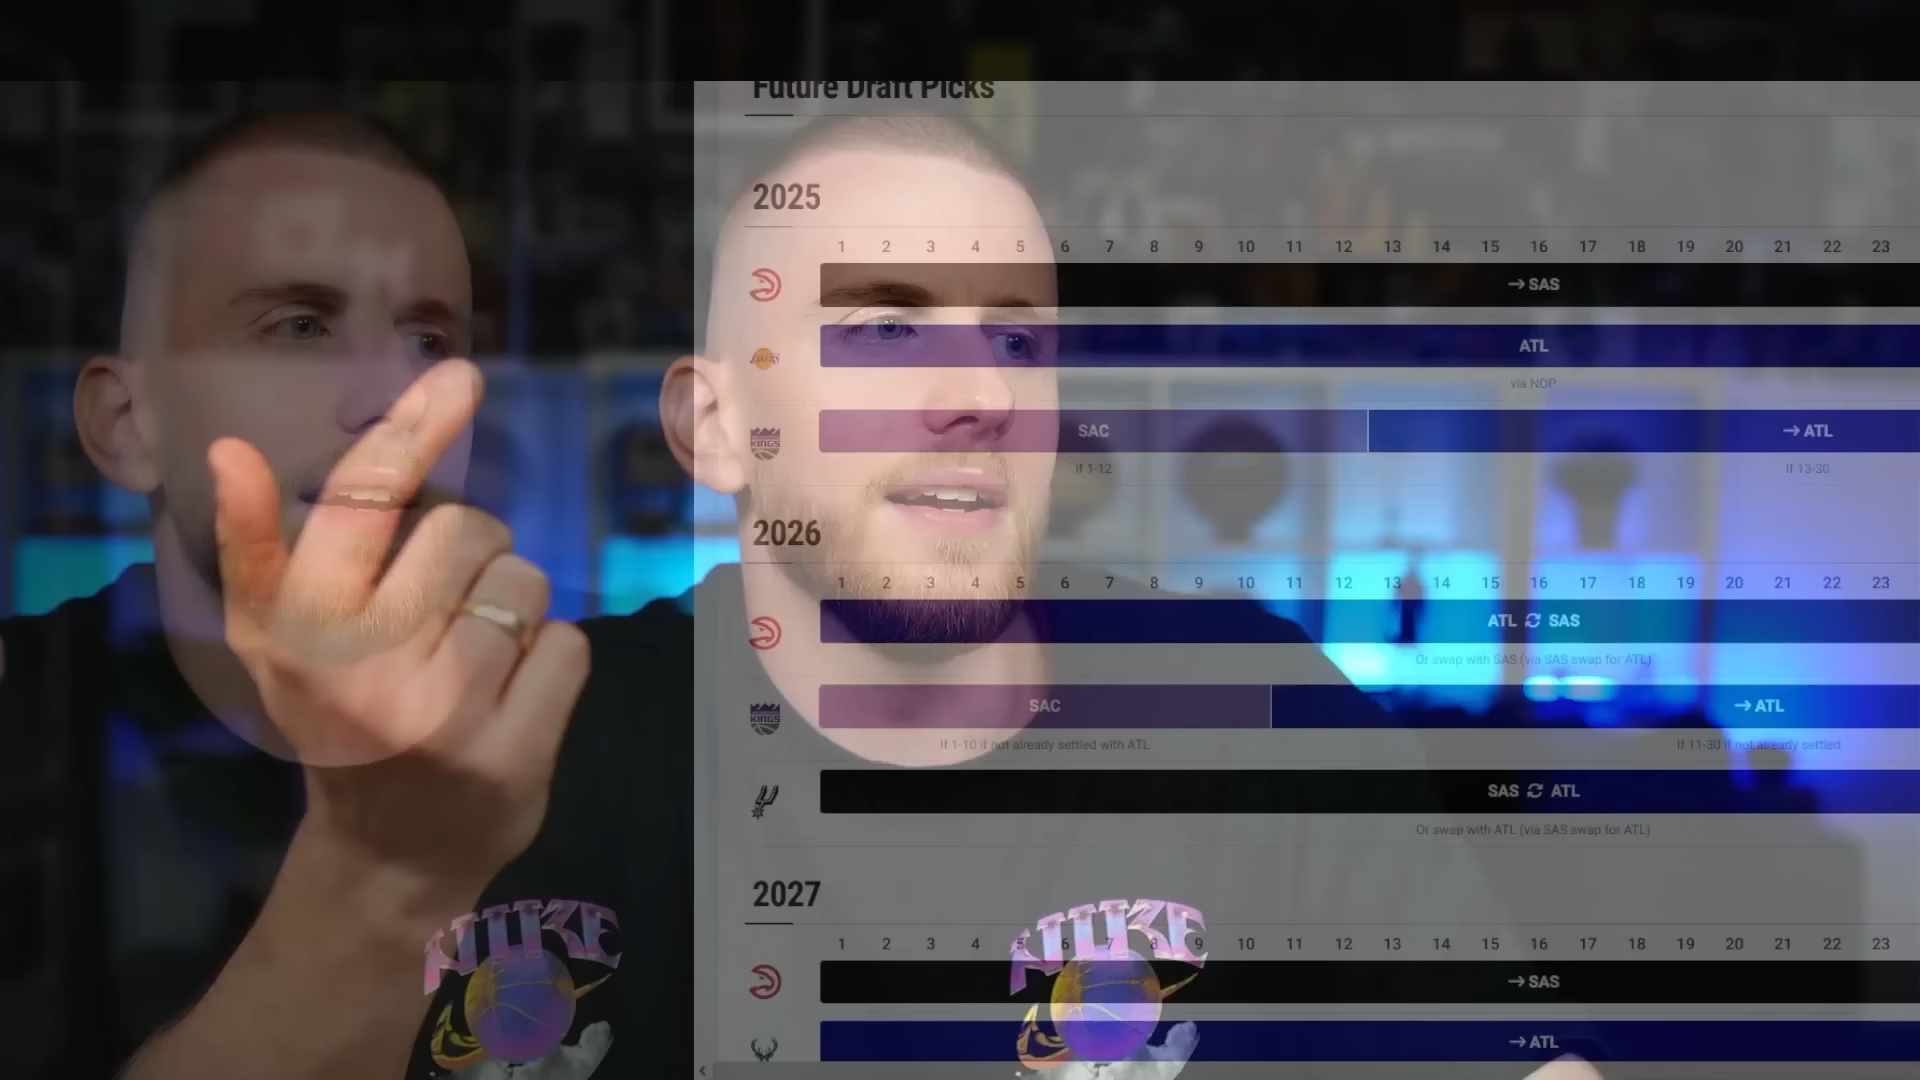 Future Draft Picks
2025
1 2 3 4 5 6 7 8 9 10 11 12 13 14 15 16 17 18 19 20 21 22 23
→ SAS
LAKERS
ATL
via NOP
KINGS
SAC
→ ATL
If 1-12
If 13-30
2026
1 2 3 4 5 6 7 8 9 10 11 12 13 14 15 16 17 18 19 20 21 22 23
ATL SAS
Or swap with SAS (via SAS swap for ATL)
KINGS
SAC
→ ATL
If 1-10 if not already settled with ATL
If 11-30 if not already settled
SAS ATL
Or swap with ATL (via SAS swap for ATL)
2027
1 2 3 4 5 6 7 8 9 10 11 12 13 14 15 16 17 18 19 20 21 22 23
→ SAS
→ ATL
NIKE
NIKE